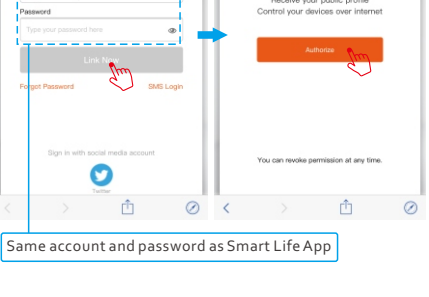 Receive your public profile
Control your devices over internet
Password
Type your password here
Link Now
Authorize
Forgot Password
SMS Login
Sign in with social media account
Twitter
You can revoke permission at any time.
Same account and password as Smart Life App